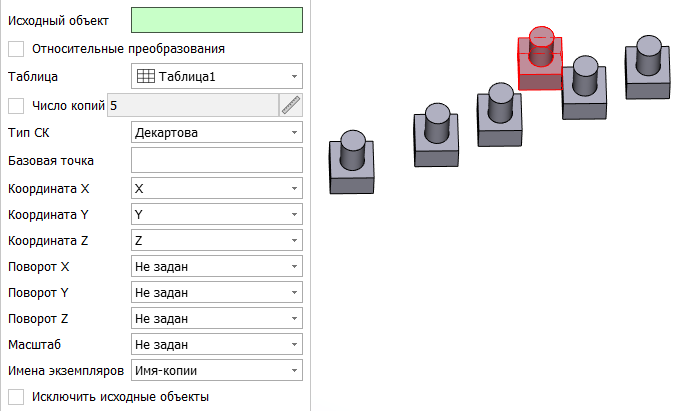 Исходный объект
Относительные преобразования
Таблица Таблица1
Число копий 5
Тип СК Декартова
Базовая точка
Координата X X
Координата Y Y
Координата Z Z
Поворот X Не задан
Поворот Y Не задан
Поворот Z Не задан
Масштаб Не задан
Имена экземпляров Имя-копии
Исключить исходные объекты